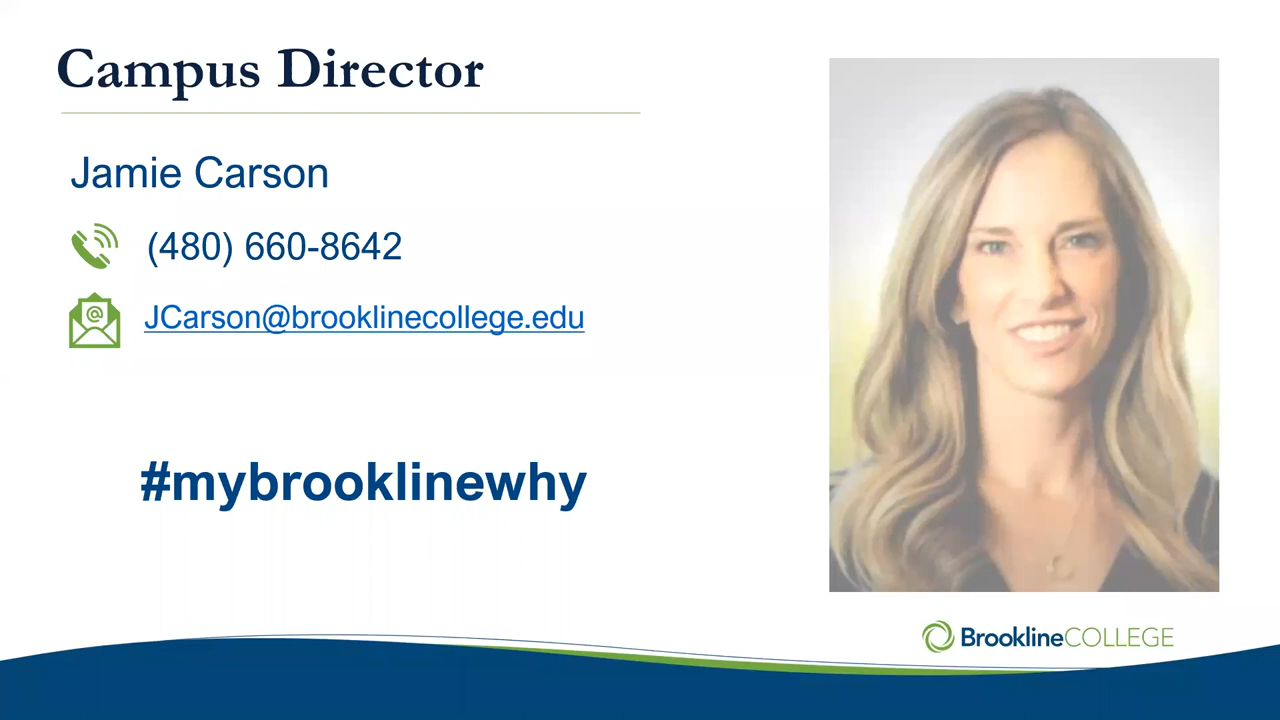 Campus Director
Jamie Carson
(480) 660-8642
JCarson@brooklinecollege.edu
#mybrooklinewhy
BrooklineCOLLEGE